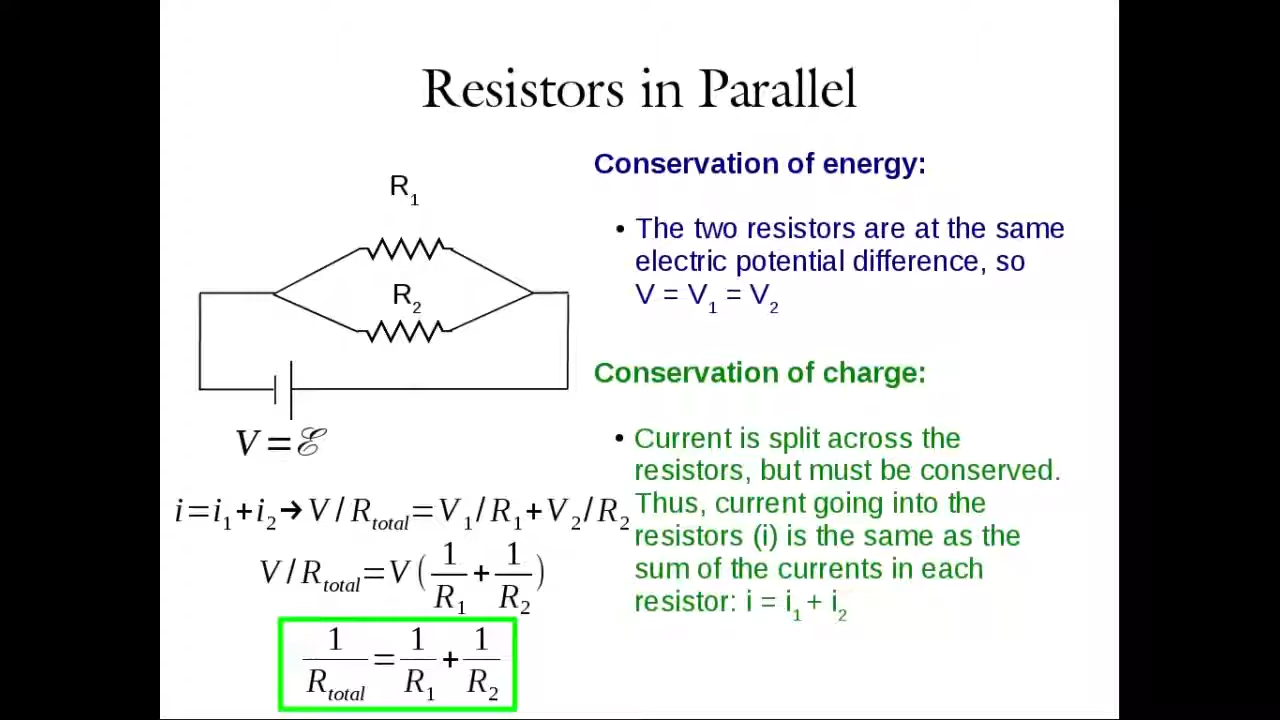 Resistors in Parallel
R₁
R₂
V = ℰ
i=i₁+i₂→V/Rₜₒₜₐₗ=V₁/R₁+V₂/R₂
V/Rₜₒₜₐₗ=V(1/R₁+1/R₂)
1/Rₜₒₜₐₗ=1/R₁+1/R₂
Conservation of energy:
• The two resistors are at the same
electric potential difference, so
V = V₁ = V₂
Conservation of charge:
• Current is split across the
resistors, but must be conserved.
Thus, current going into the
resistors (i) is the same as the
sum of the currents in each
resistor: i = i₁ + i₂